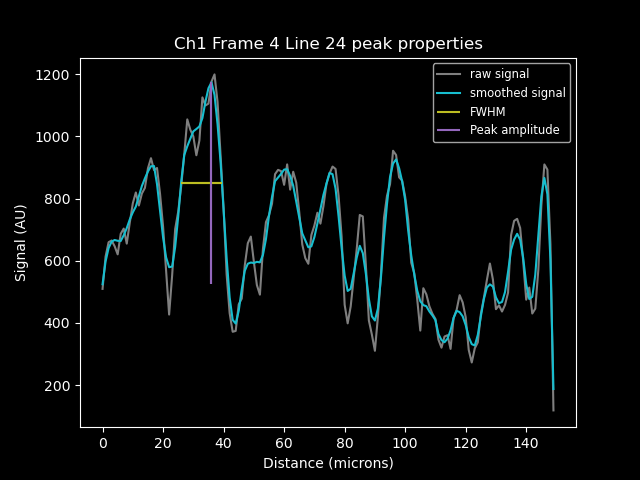 Ch1 Frame 4 Line 24 peak properties
raw signal
smoothed signal
FWHM
Peak amplitude
Signal (AU)
1200
1000
800
600
400
200
0 20 40 60 80 100 120 140
Distance (microns)